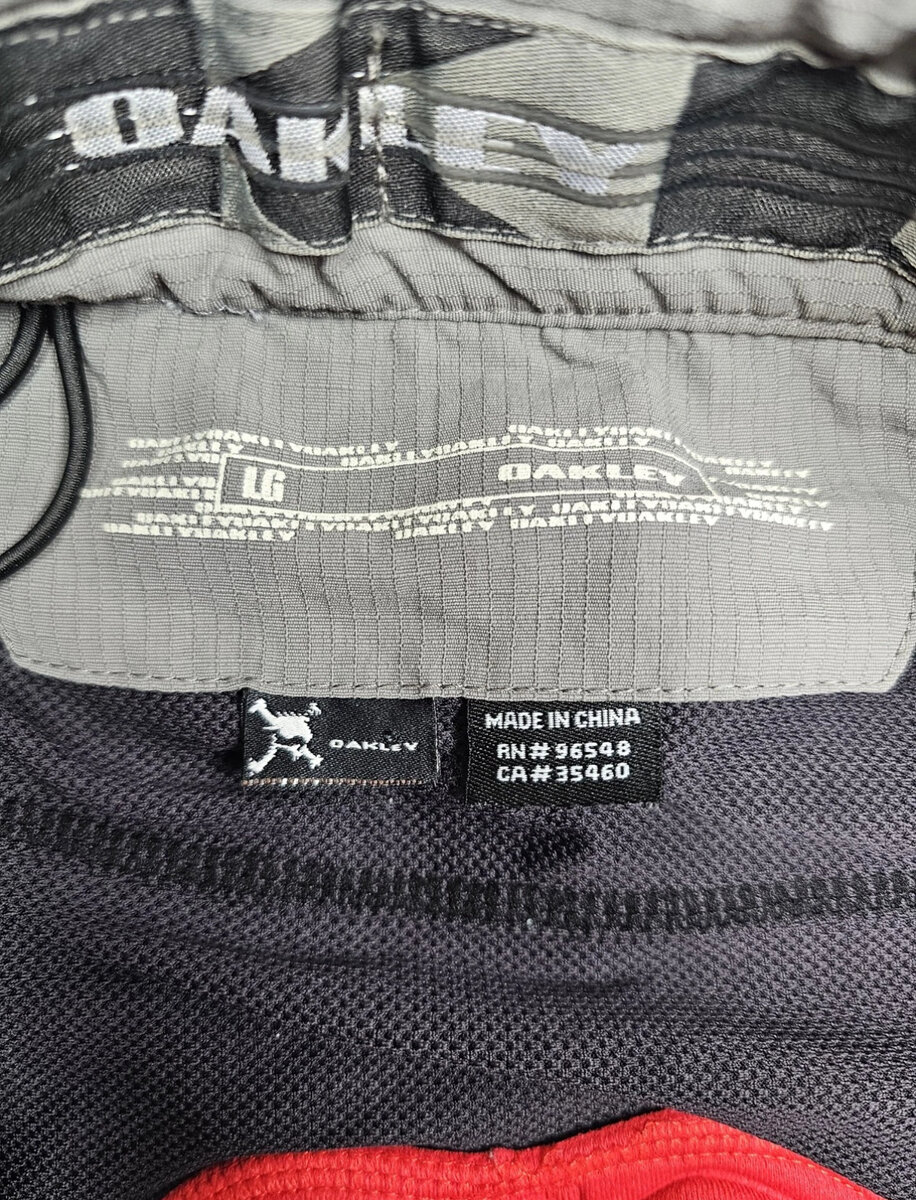 OAKLEY
LG OAKLEY
OAKLEY
MADE IN CHINA
RN# 96548
CA# 35460